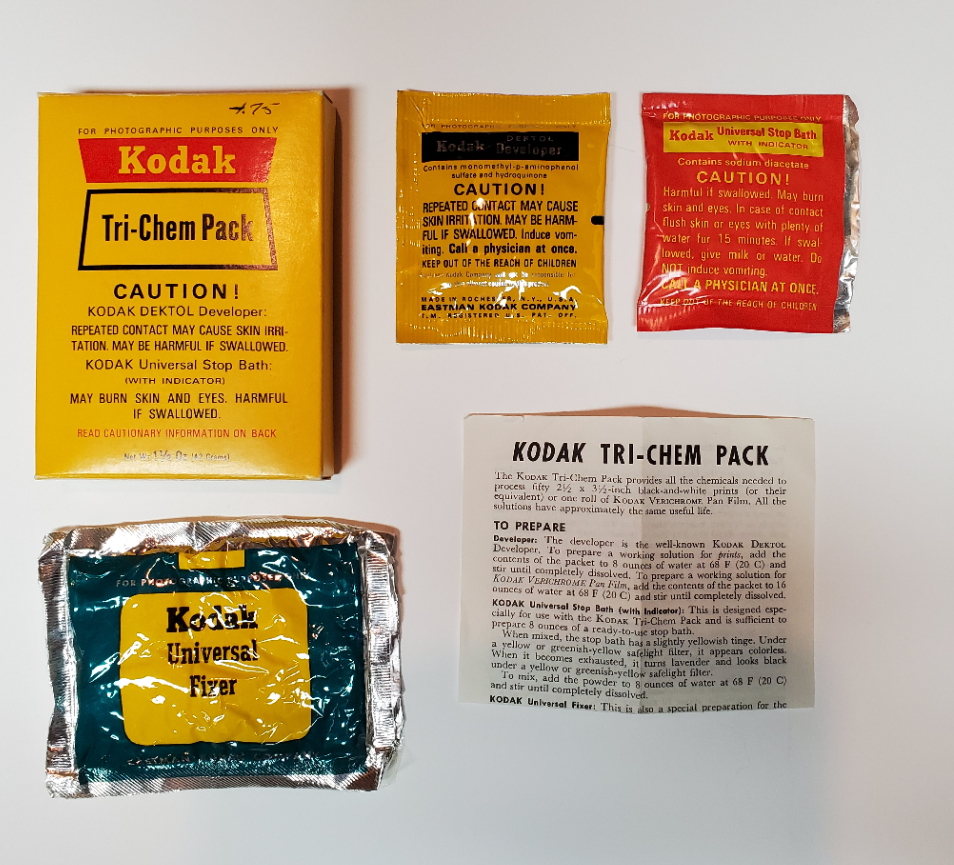 .75
FOR PHOTOGRAPHIC PURPOSES ONLY
Kodak
Tri-Chem Pack
CAUTION!
KODAK DEKTOL Developer:
REPEATED CONTACT MAY CAUSE SKIN IRRI-
TATION. MAY BE HARMFUL IF SWALLOWED.
KODAK Universal Stop Bath:
(WITH INDICATOR)
MAY BURN SKIN AND EYES. HARMFUL
IF SWALLOWED.
READ CAUTIONARY INFORMATION ON BACK
Net Wt 1½ Oz (42 Grams)
DEKTOL
Kodak Developer
Contains monomethyl-p-aminophenol
sulfate and hydroquinone
CAUTION!
REPEATED CONTACT MAY CAUSE
SKIN IRRITATION. MAY BE HARM-
FUL IF SWALLOWED. Induce vom-
iting. Call a physician at once.
KEEP OUT OF THE REACH OF CHILDREN
MADE IN ROCHESTER, N.Y., U.S.A.
EASTMAN KODAK COMPANY
T.M. REGISTERED U.S. PAT. OFF.
FOR PHOTOGRAPHIC PURPOSES ONLY
Kodak Universal Stop Bath
WITH INDICATOR
Contains sodium diacetate
CAUTION!
Harmful if swallowed. May burn
skin and eyes. In case of contact
flush skin or eyes with plenty of
water for 15 minutes. If swal-
lowed, give milk or water. Do
NOT induce vomiting.
CALL A PHYSICIAN AT ONCE.
KEEP OUT OF THE REACH OF CHILDREN
FOR PHOTOGRAPHIC PURPOSES
Kodak
Universal
Fixer
KODAK TRI-CHEM PACK
The KODAK Tri-Chem Pack provides all the chemicals needed to
process fifty 2½ x 3½-inch black-and-white prints (or their
equivalent) or one roll of KODAK VERICHROME Pan Film. All the
solutions have approximately the same useful life.
TO PREPARE
Developer: The developer is the well-known KODAK DEKTOL
Developer. To prepare a working solution for prints, add the
contents of the packet to 8 ounces of water at 68 F (20 C) and
stir until completely dissolved. To prepare a working solution for
KODAK VERICHROME Pan Film, add the contents of the packet to 16
ounces of water at 68 F (20 C) and stir until completely dissolved.
KODAK Universal Stop Bath (with Indicator): This is designed espe-
cially for use with the KODAK Tri-Chem Pack and is sufficient to
prepare 8 ounces of a ready-to-use stop bath.
When mixed, the stop bath has a slightly yellowish tinge. Under
a yellow or greenish-yellow safelight filter, it appears colorless.
When it becomes exhausted, it turns lavender and looks black
under a yellow or greenish-yellow safelight filter.
To mix, add the powder to 8 ounces of water at 68 F (20 C)
and stir until completely dissolved.
KODAK Universal Fixer: This is also a special preparation for the